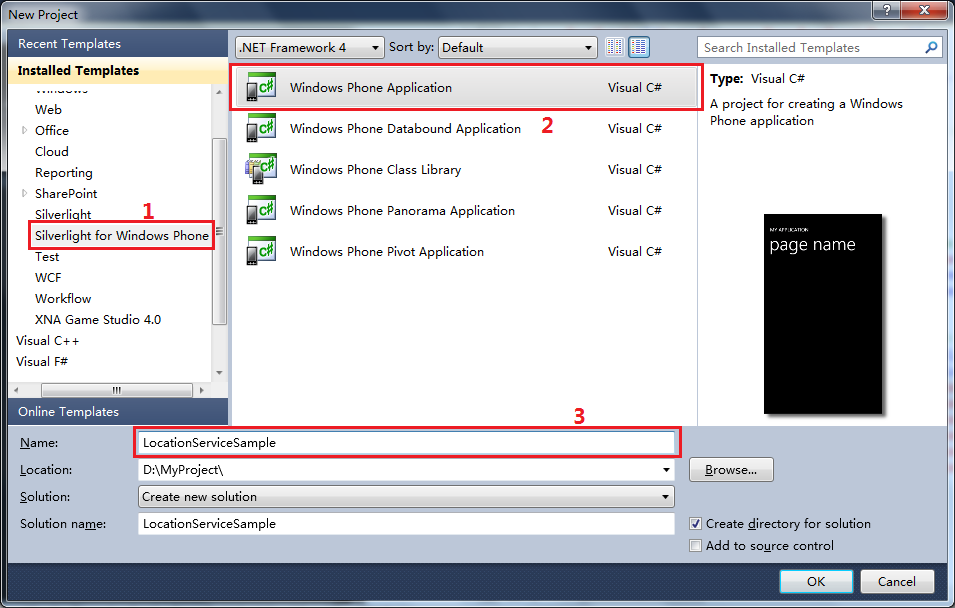 New Project
Recent Templates
Installed Templates
Windows
Web
Office
Cloud
Reporting
SharePoint
Silverlight
1
Silverlight for Windows Phone
Test
WCF
Workflow
XNA Game Studio 4.0
Visual C++
Visual F#
Online Templates
.NET Framework 4 Sort by: Default
Windows Phone Application Visual C#
2
Windows Phone Databound Application Visual C#
Windows Phone Class Library Visual C#
Windows Phone Panorama Application Visual C#
Windows Phone Pivot Application Visual C#
Search Installed Templates
Type: Visual C#
A project for creating a Windows
Phone application
MY APPLICATION
page name
3
Name: LocationServiceSample
Location: D:\MyProject\ Browse...
Solution: Create new solution
Solution name: LocationServiceSample
Create directory for solution
Add to source control
OK Cancel